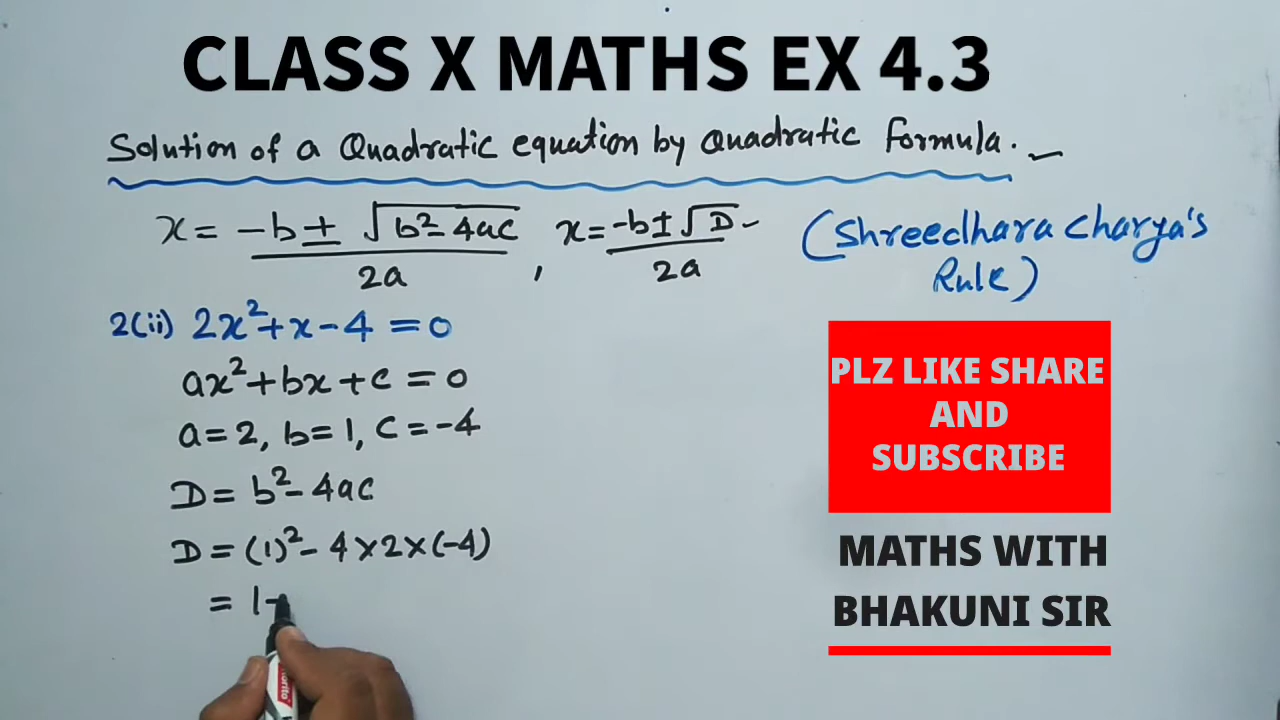 CLASS X MATHS EX 4.3
Solution of a Quadratic equation by Quadratic Formula.
x = -b ± √(b² - 4ac) / 2a , x = -b ± √D / 2a (Shreedhara Charya's
Rule)
2(ii) 2x² + x - 4 = 0
ax² + bx + c = 0
a = 2, b = 1, c = -4
D = b² - 4ac
D = (1)² - 4 × 2 × (-4)
= 1
PLZ LIKE SHARE
AND
SUBSCRIBE
MATHS WITH
BHAKUNI SIR